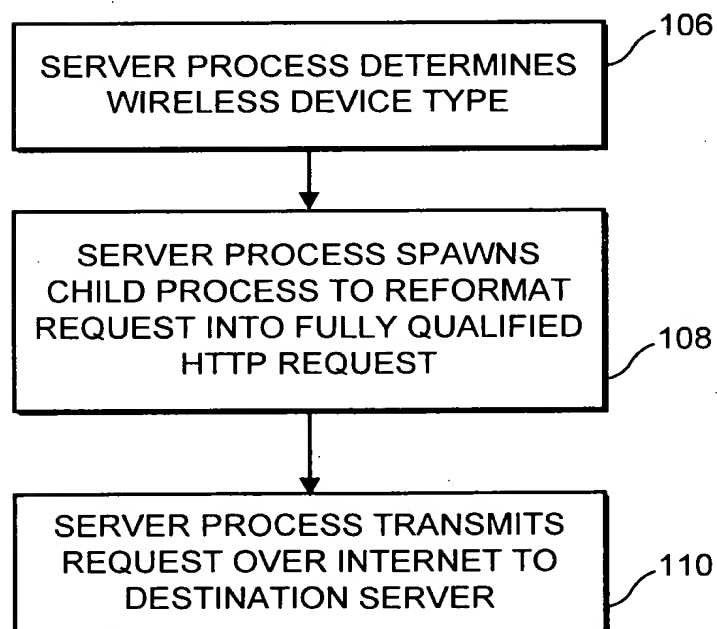 106
SERVER PROCESS DETERMINES
WIRELESS DEVICE TYPE
SERVER PROCESS SPAWNS
CHILD PROCESS TO REFORMAT
REQUEST INTO FULLY QUALIFIED
HTTP REQUEST
108
SERVER PROCESS TRANSMITS
REQUEST OVER INTERNET TO
DESTINATION SERVER
110